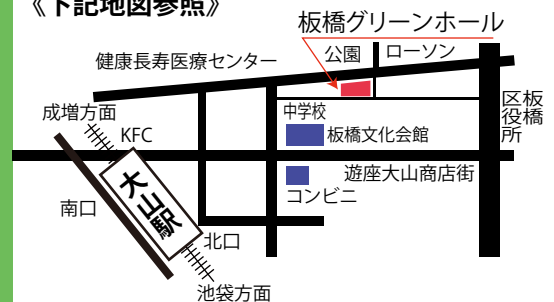 《下記地図参照》
板橋グリーンホール
健康長寿医療センター
公園
ローソン
成増方面
KFC
中学校
板橋文化会館
板橋
区役所
大山駅
遊座大山商店街
コンビニ
南口
北口
池袋方面